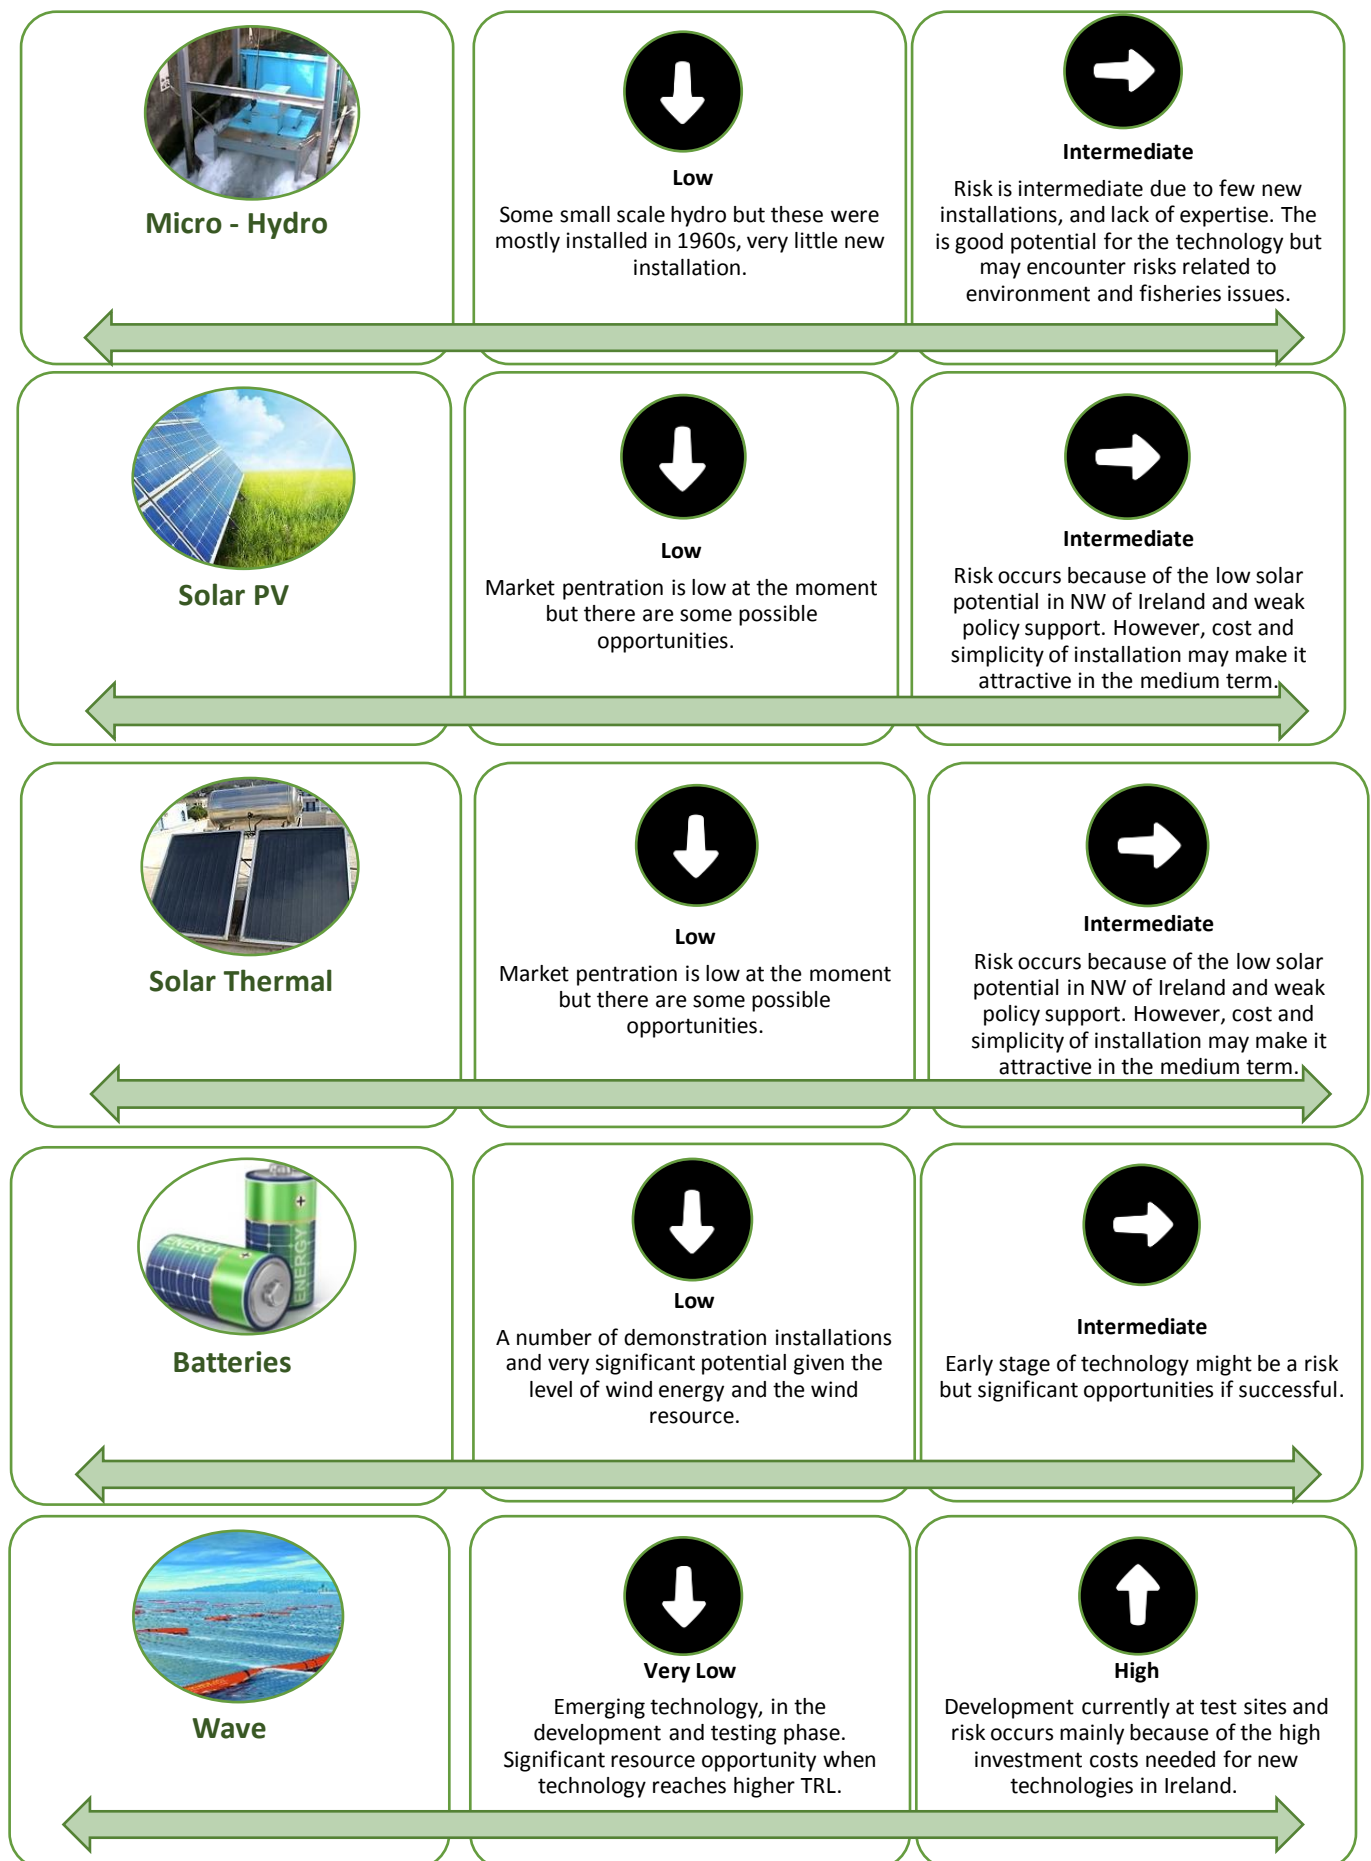 Micro - Hydro
Low
Some small scale hydro but these were
mostly installed in 1960s, very little new
installation.
Intermediate
Risk is intermediate due to few new
installations, and lack of expertise. The
is good potential for the technology but
may encounter risks related to
environment and fisheries issues.
Solar PV
Low
Market pentration is low at the moment
but there are some possible
opportunities.
Intermediate
Risk occurs because of the low solar
potential in NW of Ireland and weak
policy support. However, cost and
simplicity of installation may make it
attractive in the medium term.
Solar Thermal
Low
Market pentration is low at the moment
but there are some possible
opportunities.
Intermediate
Risk occurs because of the low solar
potential in NW of Ireland and weak
policy support. However, cost and
simplicity of installation may make it
attractive in the medium term.
ENERGY
ENERGY
Batteries
Low
A number of demonstration installations
and very significant potential given the
level of wind energy and the wind
resource.
Intermediate
Early stage of technology might be a risk
but significant opportunities if successful.
Wave
Very Low
Emerging technology, in the
development and testing phase.
Significant resource opportunity when
technology reaches higher TRL.
High
Development currently at test sites and
risk occurs mainly because of the high
investment costs needed for new
technologies in Ireland.